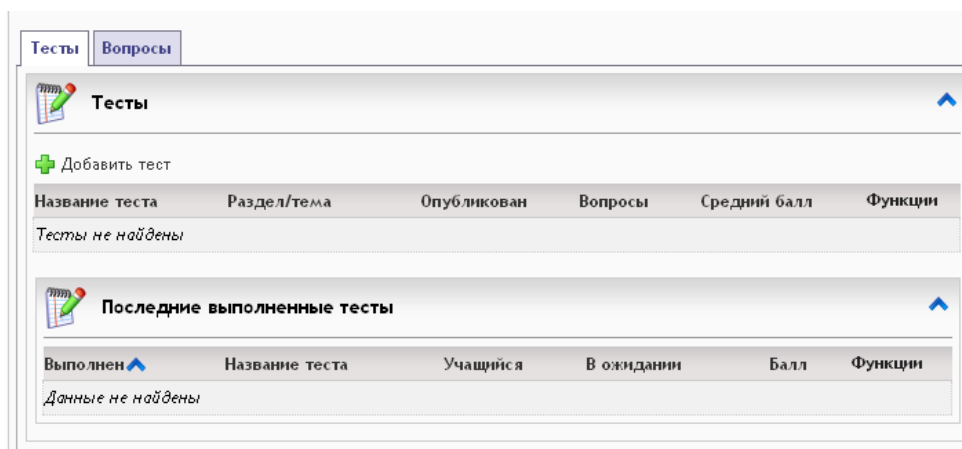 Тесты Вопросы
Тесты
Добавить тест
Название теста Раздел/тема Опубликован Вопросы Средний балл Функции
Тесты не найдены
Последние выполненные тесты
Выполнен Название теста Учащийся В ожидании Балл Функции
Данные не найдены